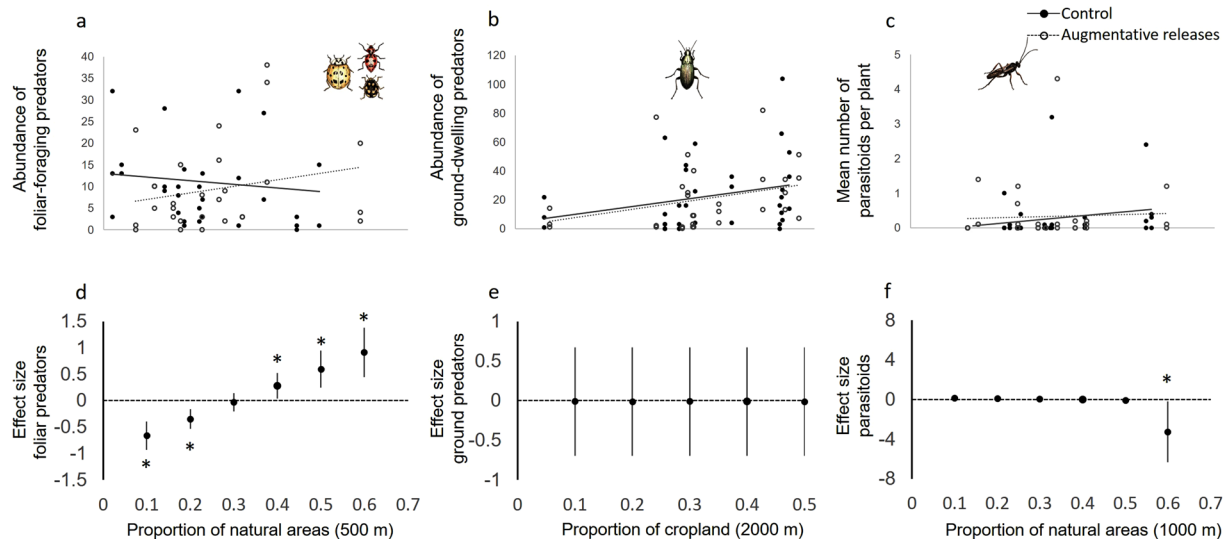 a
b
c
Control
Augmentative releases
Abundance of
foliar-foraging predators
40
35
30
25
20
15
10
5
0
Abundance of
ground-dwelling predators
120
100
80
60
40
20
0
Mean number of
parasitoids per plant
5
4
3
2
1
0
d
e
f
Effect size
foliar predators
1.5
1
0.5
0
-0.5
-1
-1.5
*
*
*
*
*
0 0.1 0.2 0.3 0.4 0.5 0.6 0.7
Proportion of natural areas (500 m)
Effect size
ground predators
1
0.5
0
-0.5
-1
0 0.1 0.2 0.3 0.4 0.5
Proportion of cropland (2000 m)
Effect size
parasitoids
8
4
0
-4
-8
*
0 0.1 0.2 0.3 0.4 0.5 0.6 0.7
Proportion of natural areas (1000 m)